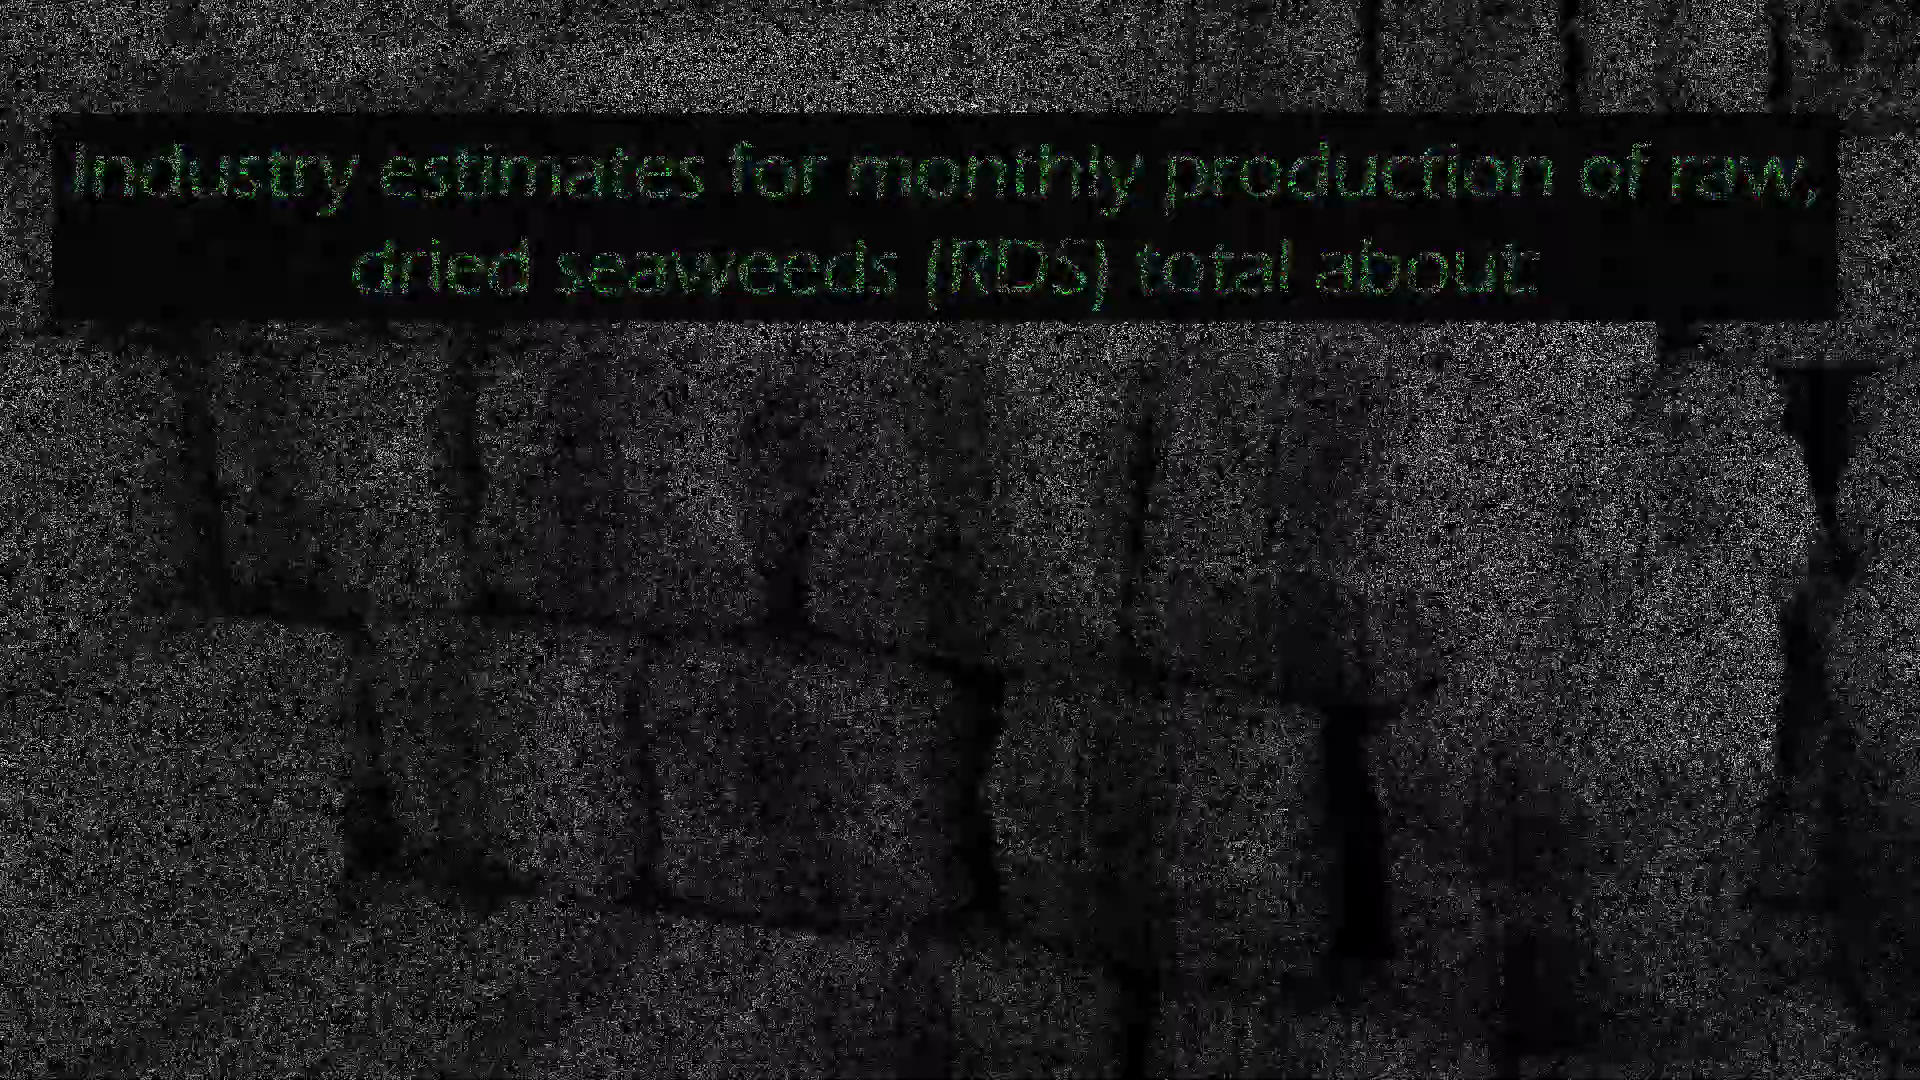 Industry estimates for monthly production of raw,
dried seaweeds (RDS) total about: